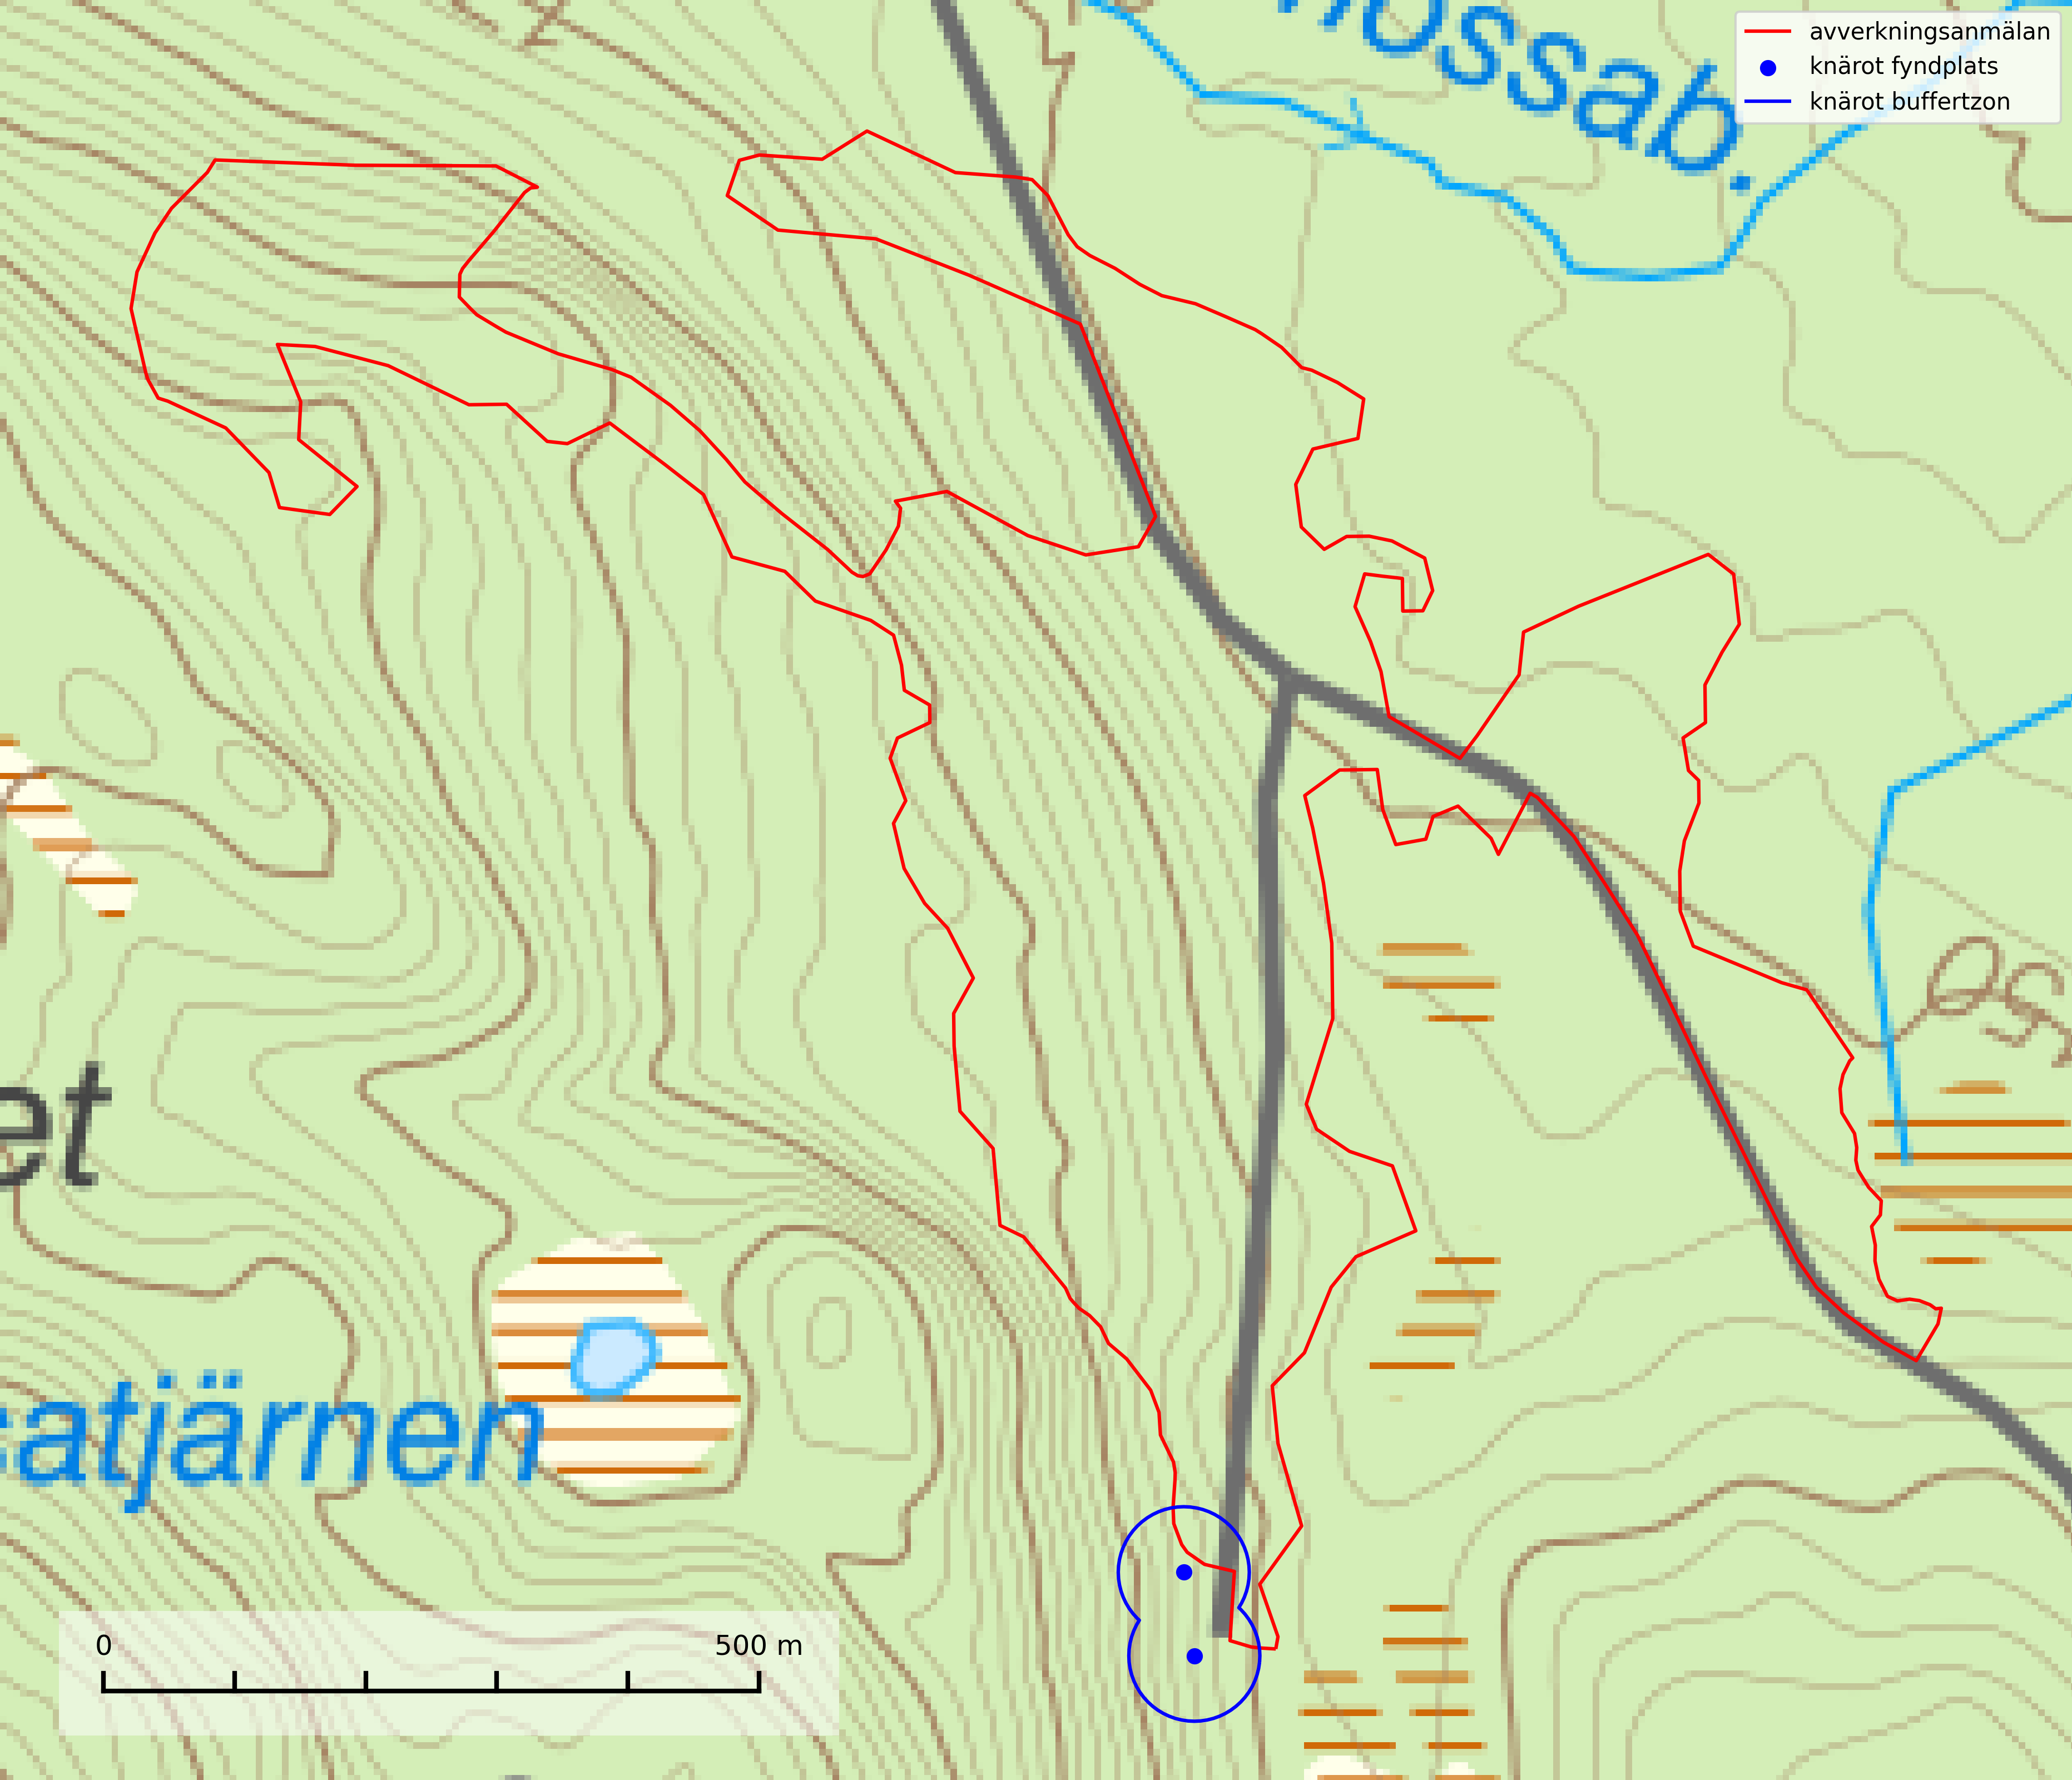 ossab.
avverkningsanmälan
knärot fyndplats
knärot buffertzon
et
atjärnen
0 500 m